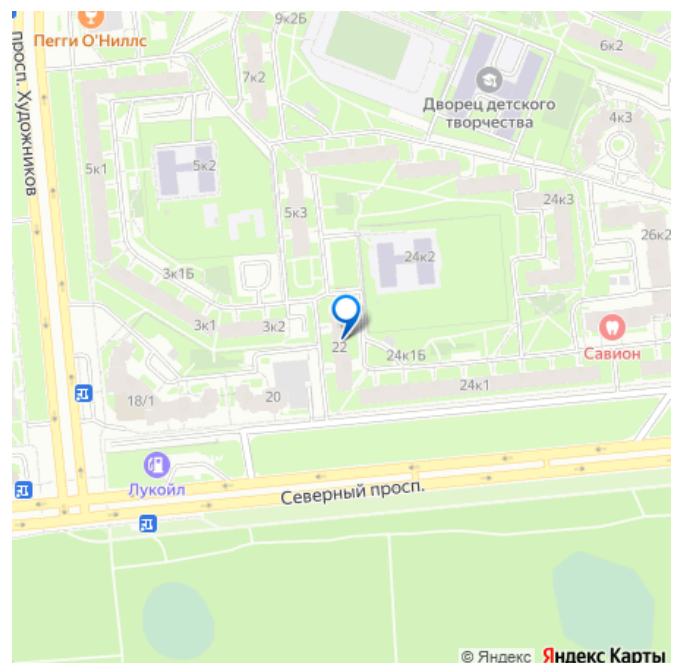 9к2Б
Пегги О'Ниллс
6к2
7к2
Дворец детского
творчества
4к3
просп. Художников
5к1
5к2
24к3
5к3
26к2
24к2
3к1Б
3к1
3к2
22
24к1Б
Савион
24к1
20
18/1
Лукойл
Северный просп.
© Яндекс Яндекс Карты